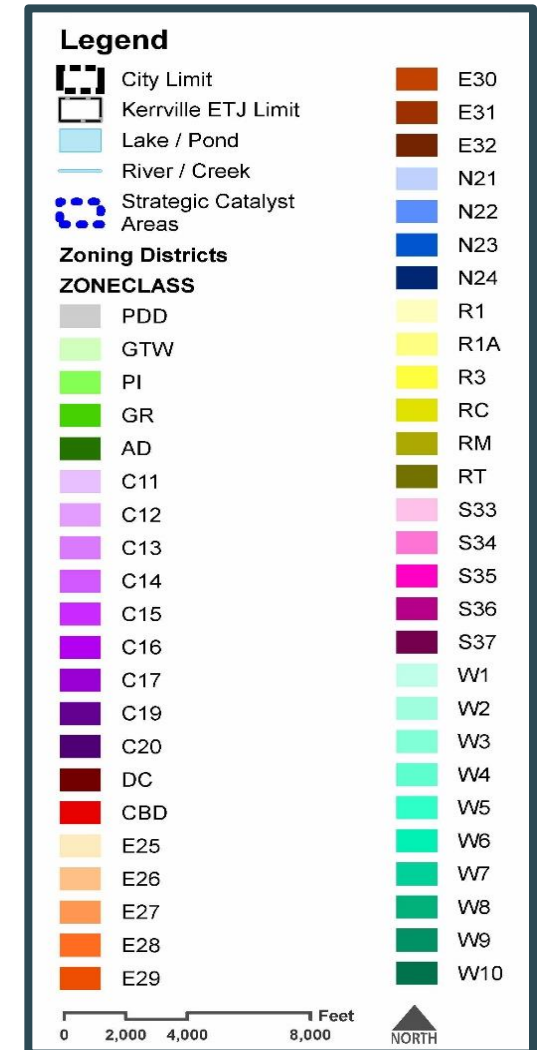 Legend
City Limit
Kerrville ETJ Limit
Lake / Pond
River / Creek
Strategic Catalyst
Areas
Zoning Districts
ZONECLASS
PDD
GTW
PI
GR
AD
C11
C12
C13
C14
C15
C16
C17
C19
C20
DC
CBD
E25
E26
E27
E28
E29
E30
E31
E32
N21
N22
N23
N24
R1
R1A
R3
RC
RM
RT
S33
S34
S35
S36
S37
W1
W2
W3
W4
W5
W6
W7
W8
W9
W10
Feet
0 2,000 4,000 8,000
NORTH